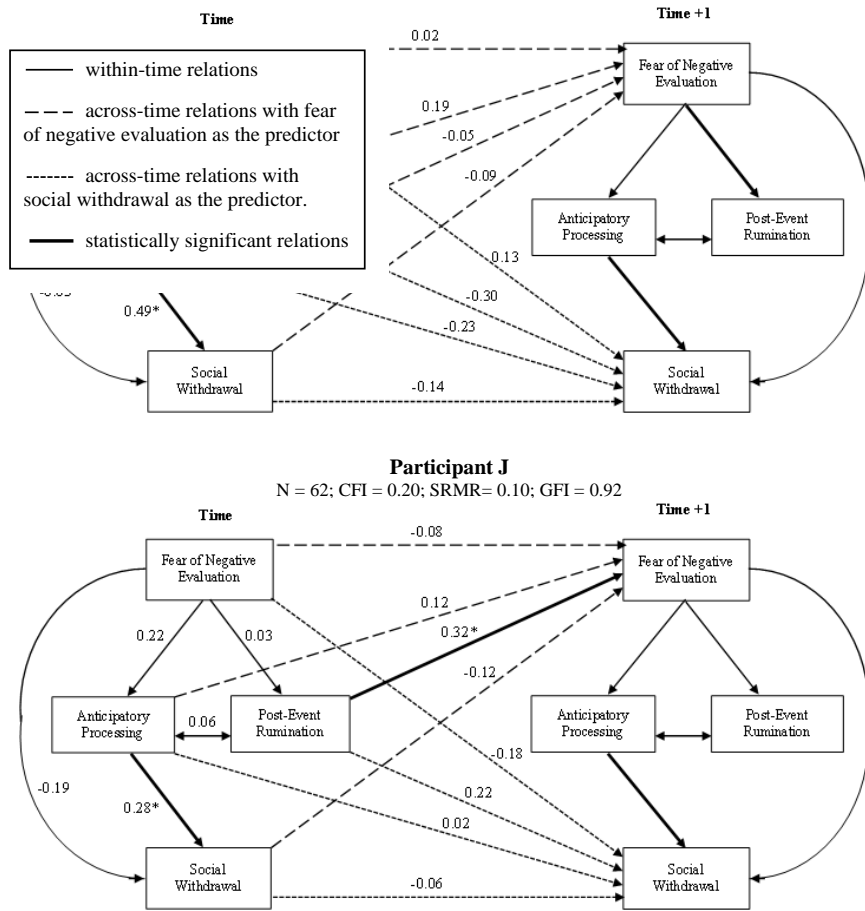 Time
Time +1
0.02
within-time relations
across-time relations with fear
of negative evaluation as the predictor
across-time relations with
social withdrawal as the predictor.
statistically significant relations
Fear of Negative
Evaluation
0.19
-0.05
-0.09
Anticipatory
Processing
Post-Event
Rumination
0.13
-0.30
-0.23
0.49*
Social
Withdrawal
-0.14
Social
Withdrawal
Participant J
N = 62; CFI = 0.20; SRMR= 0.10; GFI = 0.92
Time
Time +1
-0.08
Fear of Negative
Evaluation
Fear of Negative
Evaluation
0.22
0.03
0.12
0.32*
-0.12
Anticipatory
Processing
0.06
Post-Event
Rumination
Anticipatory
Processing
Post-Event
Rumination
-0.18
-0.19
0.28*
0.22
0.02
Social
Withdrawal
-0.06
Social
Withdrawal